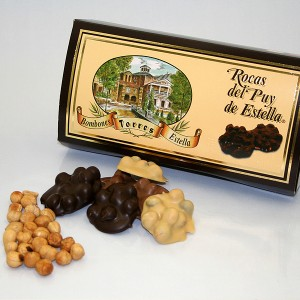 Rocas
del Puy
de Estella®
Bombones Torres Estella